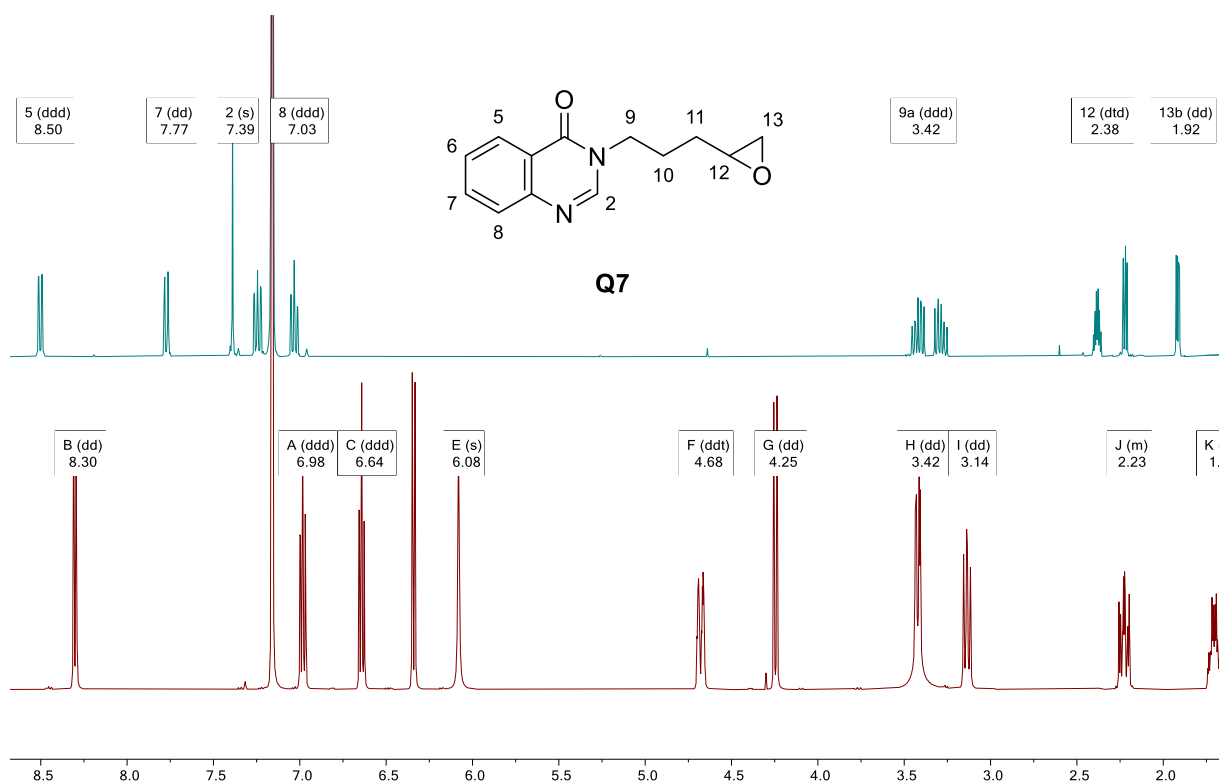 5 (ddd)
8.50
7 (dd)
7.77
2 (s)
7.39
8 (ddd)
7.03
9a (ddd)
3.42
12 (dtd)
2.38
13b (dd)
1.92
O
5
9
11
13
6
N
10
12
O
7
N
2
8
Q7
B (dd)
8.30
A (ddd)
6.98
C (ddd)
6.64
E (s)
6.08
F (ddt)
4.68
G (dd)
4.25
H (dd)
3.42
I (dd)
3.14
J (m)
2.23
K (
1.
8.5 8.0 7.5 7.0 6.5 6.0 5.5 5.0 4.5 4.0 3.5 3.0 2.5 2.0